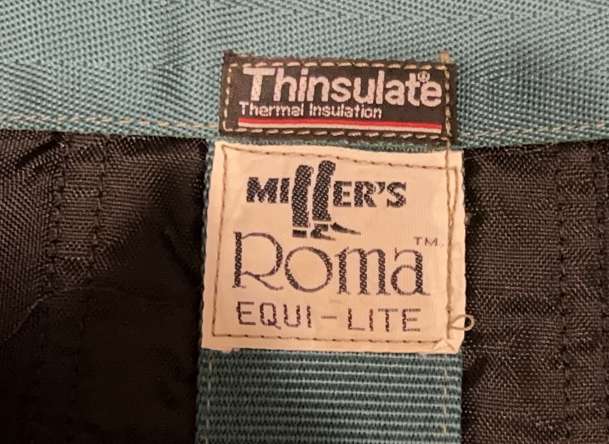 Thinsulate®
Thermal Insulation
MILLER'S
Roma™
EQUI-LITE